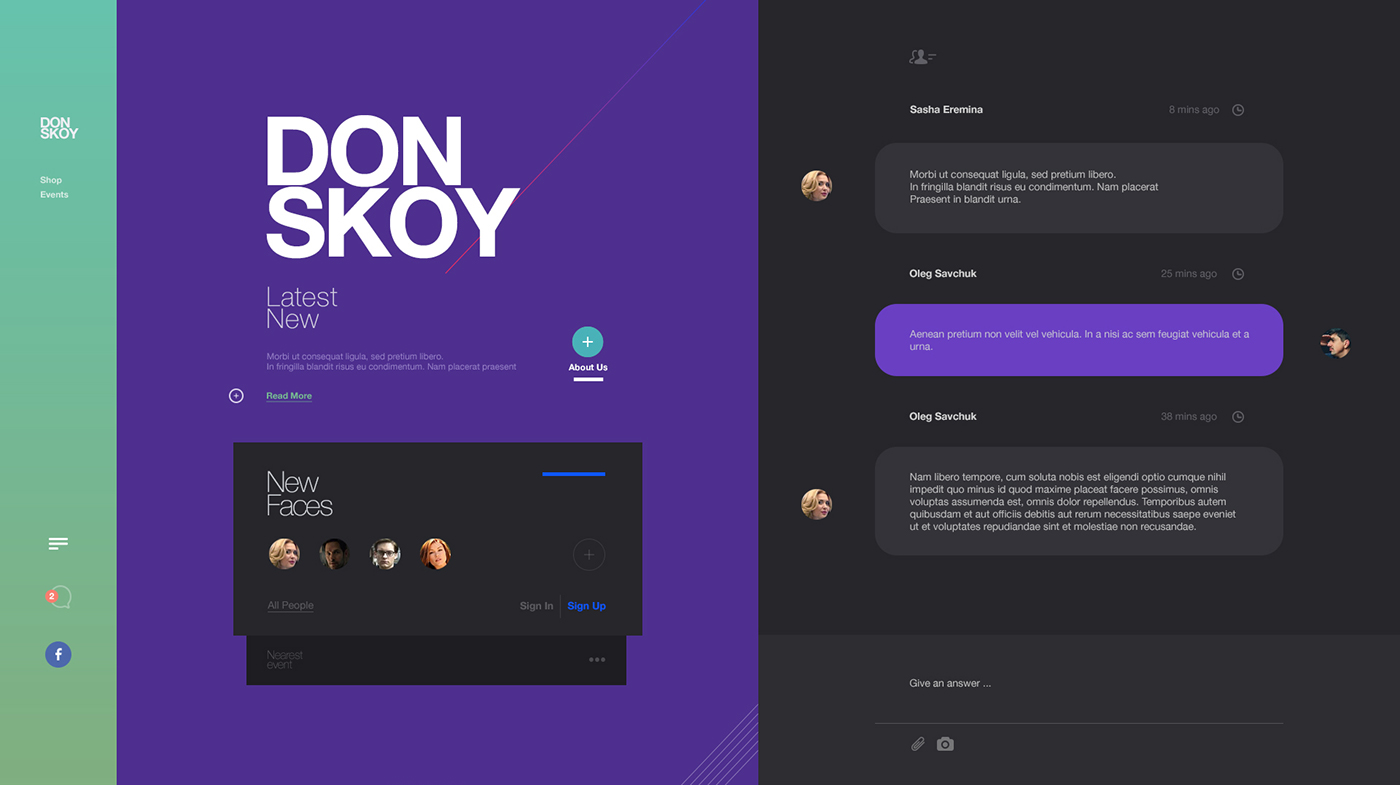 DON
SKOY
Shop
Events
2
f
DON
SKOY
Latest
New
Morbi ut consequat ligula, sed pretium libero.
In fringilla blandit risus eu condimentum. Nam placerat praesent
Read More
About Us
New
Faces
All People
Sign In
Sign Up
Nearest
event
Sasha Eremina
8 mins ago
Morbi ut consequat ligula, sed pretium libero.
In fringilla blandit risus eu condimentum. Nam placerat
Praesent in blandit urna.
Oleg Savchuk
25 mins ago
Aenean pretium non velit vel vehicula. In a nisi ac sem feugiat vehicula et a
urna.
Oleg Savchuk
38 mins ago
Nam libero tempore, cum soluta nobis est eligendi optio cumque nihil
impedit quo minus id quod maxime placeat facere possimus, omnis
voluptas assumenda est, omnis dolor repellendus. Temporibus autem
quibusdam et aut officiis debitis aut rerum necessitatibus saepe eveniet
ut et voluptates repudiandae sint et molestiae non recusandae.
Give an answer ...